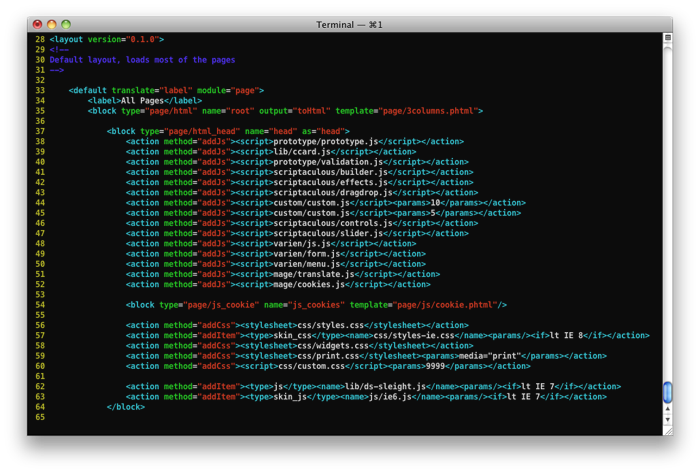 Terminal — ⌘1
28 <layout version="0.1.0">
29 <!--
30 Default layout, loads most of the pages
31 -->
32
33     <default translate="label" module="page">
34         <label>All Pages</label>
35         <block type="page/html" name="root" output="toHtml" template="page/3columns.phtml">
36
37             <block type="page/html_head" name="head" as="head">
38                 <action method="addJs"><script>prototype/prototype.js</script></action>
39                 <action method="addJs"><script>lib/ccard.js</script></action>
40                 <action method="addJs"><script>prototype/validation.js</script></action>
41                 <action method="addJs"><script>scriptaculous/builder.js</script></action>
42                 <action method="addJs"><script>scriptaculous/effects.js</script></action>
43                 <action method="addJs"><script>scriptaculous/dragdrop.js</script></action>
44                 <action method="addJs"><script>custom/custom.js</script><params>10</params></action>
45                 <action method="addJs"><script>custom/custom.js</script><params>5</params></action>
46                 <action method="addJs"><script>scriptaculous/controls.js</script></action>
47                 <action method="addJs"><script>scriptaculous/slider.js</script></action>
48                 <action method="addJs"><script>varien/js.js</script></action>
49                 <action method="addJs"><script>varien/form.js</script></action>
50                 <action method="addJs"><script>varien/menu.js</script></action>
51                 <action method="addJs"><script>mage/translate.js</script></action>
52                 <action method="addJs"><script>mage/cookies.js</script></action>
53
54                 <block type="page/js_cookie" name="js_cookies" template="page/js/cookie.phtml"/>
55
56                 <action method="addCss"><stylesheet>css/styles.css</stylesheet></action>
57                 <action method="addItem"><type>skin_css</type><name>css/styles-ie.css</name><params/><if>lt IE 8</if></action>
58                 <action method="addCss"><stylesheet>css/widgets.css</stylesheet></action>
59                 <action method="addCss"><stylesheet>css/print.css</stylesheet><params>media="print"</params></action>
60                 <action method="addCss"><script>css/custom.css</script><params>9999</params></action>
61
62                 <action method="addItem"><type>js</type><name>lib/ds-sleight.js</name><params/><if>lt IE 7</if></action>
63                 <action method="addItem"><type>skin_js</type><name>js/ie6.js</name><params/><if>lt IE 7</if></action>
64             </block>
65